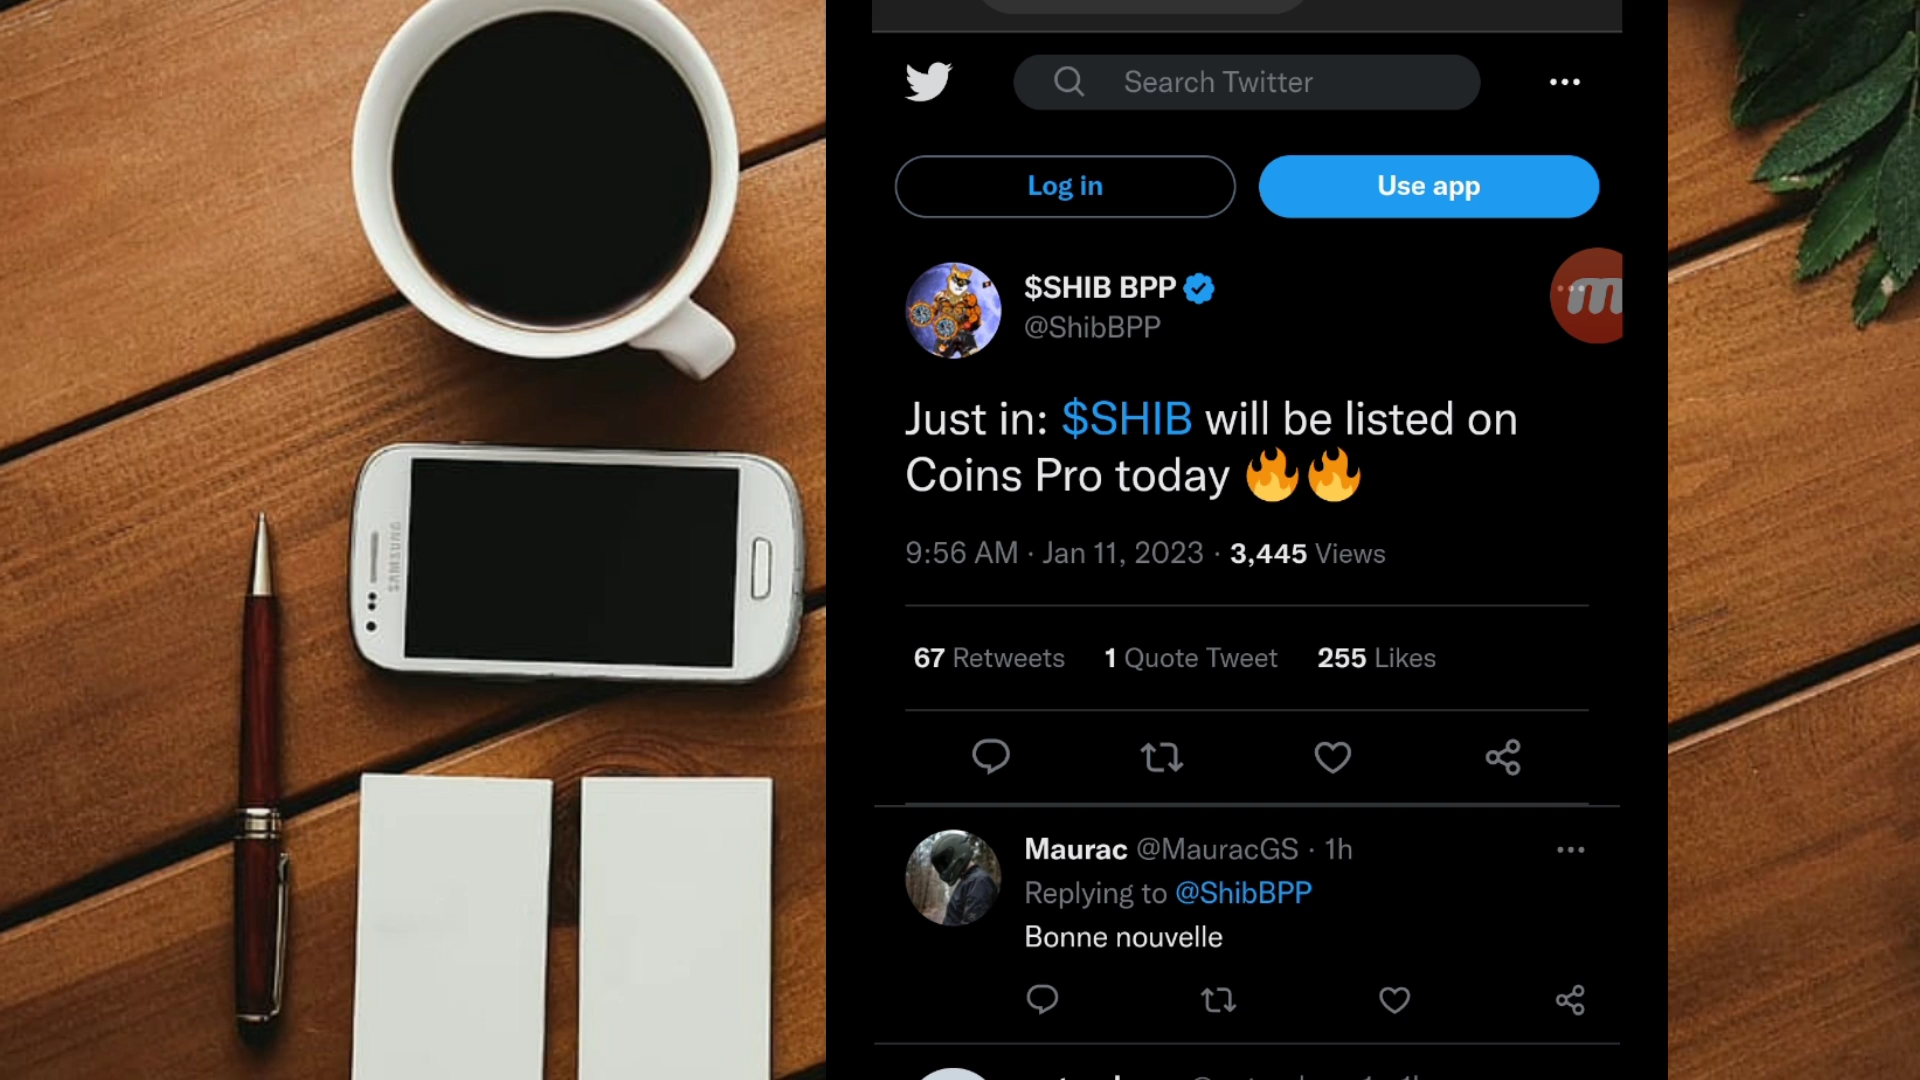 Search Twitter
Log in
Use app
$SHIB BPP
@ShibBPP
m
Just in: $SHIB will be listed on
Coins Pro today 🔥🔥
9:56 AM · Jan 11, 2023 · 3,445 Views
67 Retweets 1 Quote Tweet 255 Likes
Maurac @MauracGS · 1h
Replying to @ShibBPP
Bonne nouvelle
SAMSUNG